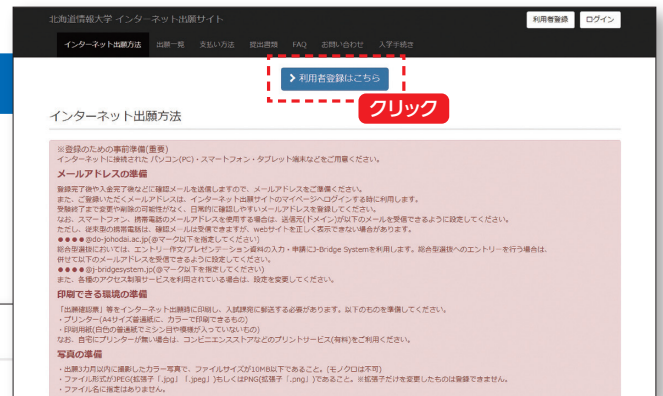 北海道情報大学 インターネット出願サイト
利用者登録 ログイン
インターネット出願方法 出願一覧 支払い方法 提出書類 FAQ お問い合わせ 入学手続き
利用者登録はこちら
クリック
インターネット出願方法
※登録のための事前準備(重要)
インターネットに接続された パソコン(PC)・スマートフォン・タブレット端末などをご用意ください。
メールアドレスの準備
登録完了後や入金完了後などに確認メールを送信しますので、メールアドレスをご準備ください。
また、ご登録いただくメールアドレスは、インターネット出願サイトのマイページへログインする時に利用します。
受験終了まで変更や削除の可能性がなく、日常的に確認しやすいメールアドレスを登録してください。
なお、スマートフォン、携帯電話のメールアドレスを使用する場合は、送信元(ドメイン)が以下のメールを受信できるように設定してください。
ただし、従来型の携帯電話は、確認メールは受信できますが、webサイトを正しく表示できない場合があります。
●●●●@do-johodai.ac.jp(@マーク以下を指定してください)
総合型選抜においては、エントリー作文/プレゼンテーション資料の入力・申請にJ-Bridge Systemを利用します。総合型選抜へのエントリーを行う場合は、
併せて以下のメールアドレスを受信できるように設定してください。
●●●●@j-bridgesystem.jp(@マーク以下を指定してください)
また、各種のアクセス制限サービスを利用されている場合は、設定を変更してください。
印刷できる環境の準備
「出願確認票」等をインターネット出願時に印刷し、入試課宛に郵送する必要があります。以下のものを準備してください。
・プリンター(A4サイズ普通紙に、カラーで印刷できるもの)
・印刷用紙(白色の普通紙でミシン目や模様が入っていないもの)
なお、自宅にプリンターが無い場合は、コンビニエンスストアなどのプリントサービス(有料)をご利用ください。
写真の準備
・出願3カ月以内に撮影したカラー写真で、ファイルサイズが10MB以下であること。(モノクロは不可)
・ファイル形式がJPEG(拡張子「.jpg」「.jpeg」)もしくはPNG(拡張子「.png」)であること。※拡張子だけを変更したものは登録できません。
・ファイル名に指定はありません。